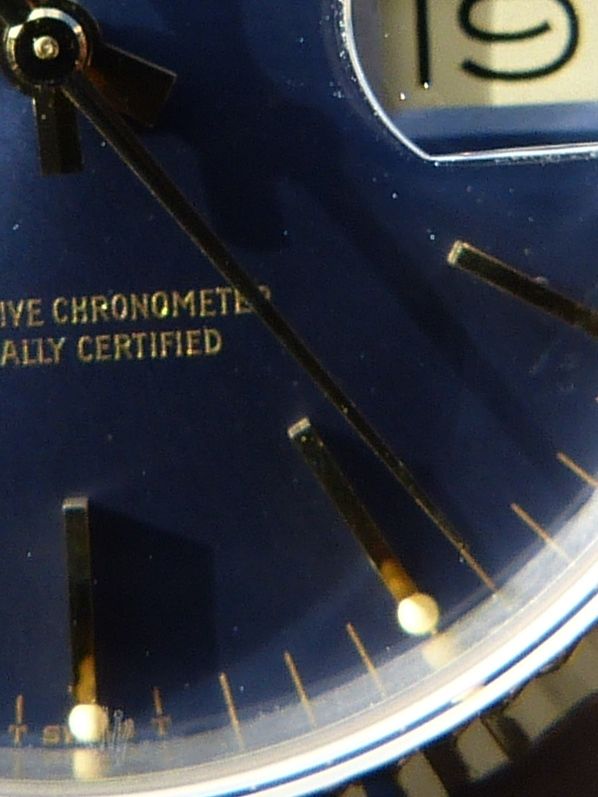 19
IVE CHRONOMETER
ALLY CERTIFIED
T T